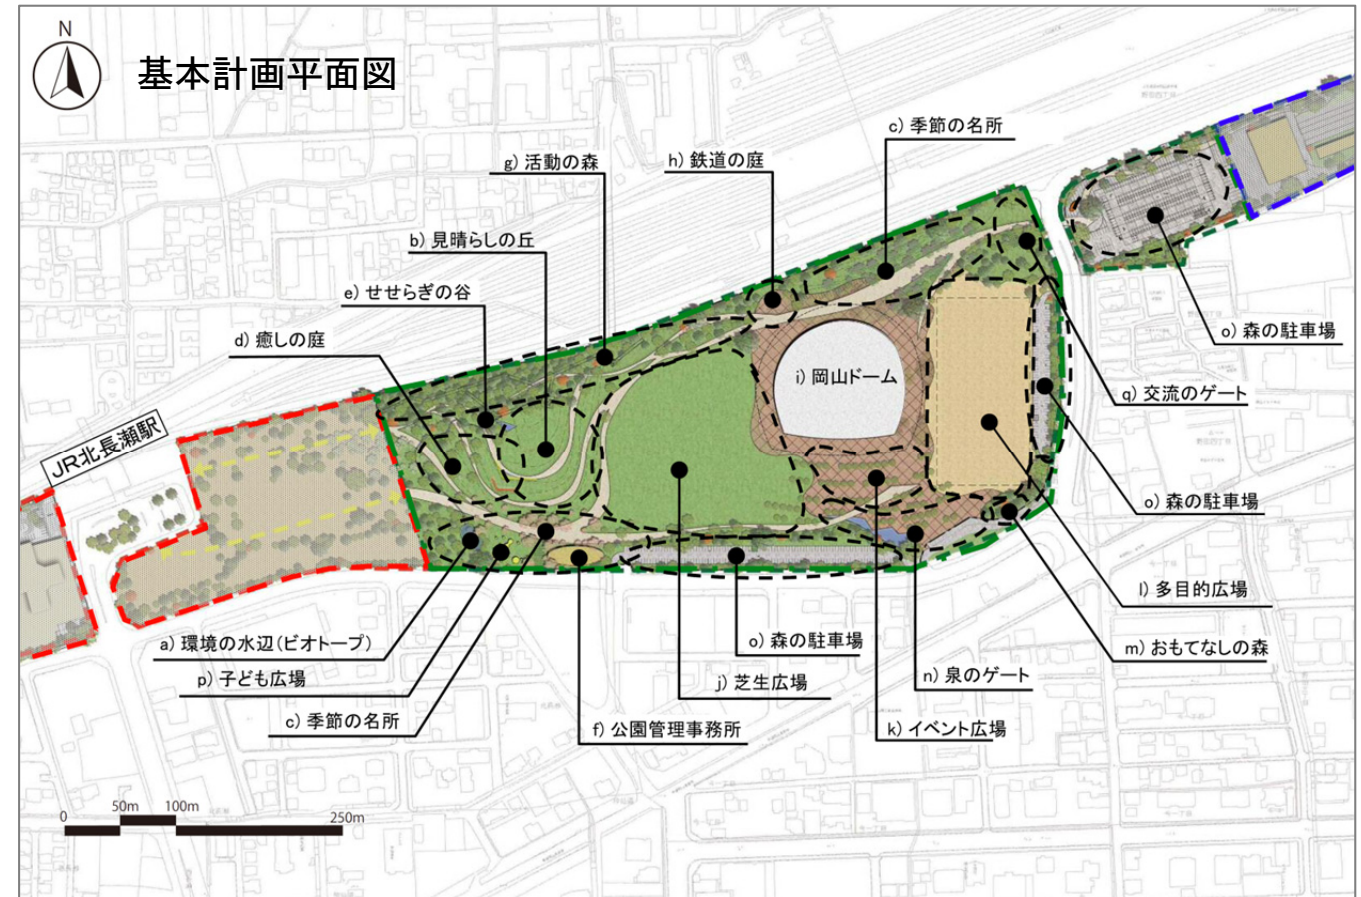 N
基本計画平面図
c) 季節の名所
g) 活動の森
h) 鉄道の庭
b) 見晴らしの丘
e) せせらぎの谷
d) 癒しの庭
o) 森の駐車場
i) 岡山ドーム
q) 交流のゲート
JR北長瀬駅
o) 森の駐車場
l) 多目的広場
a) 環境の水辺(ビオトープ)
o) 森の駐車場
m) おもてなしの森
p) 子ども広場
j) 芝生広場
n) 泉のゲート
c) 季節の名所
f) 公園管理事務所
k) イベント広場
0 50m 100m 250m